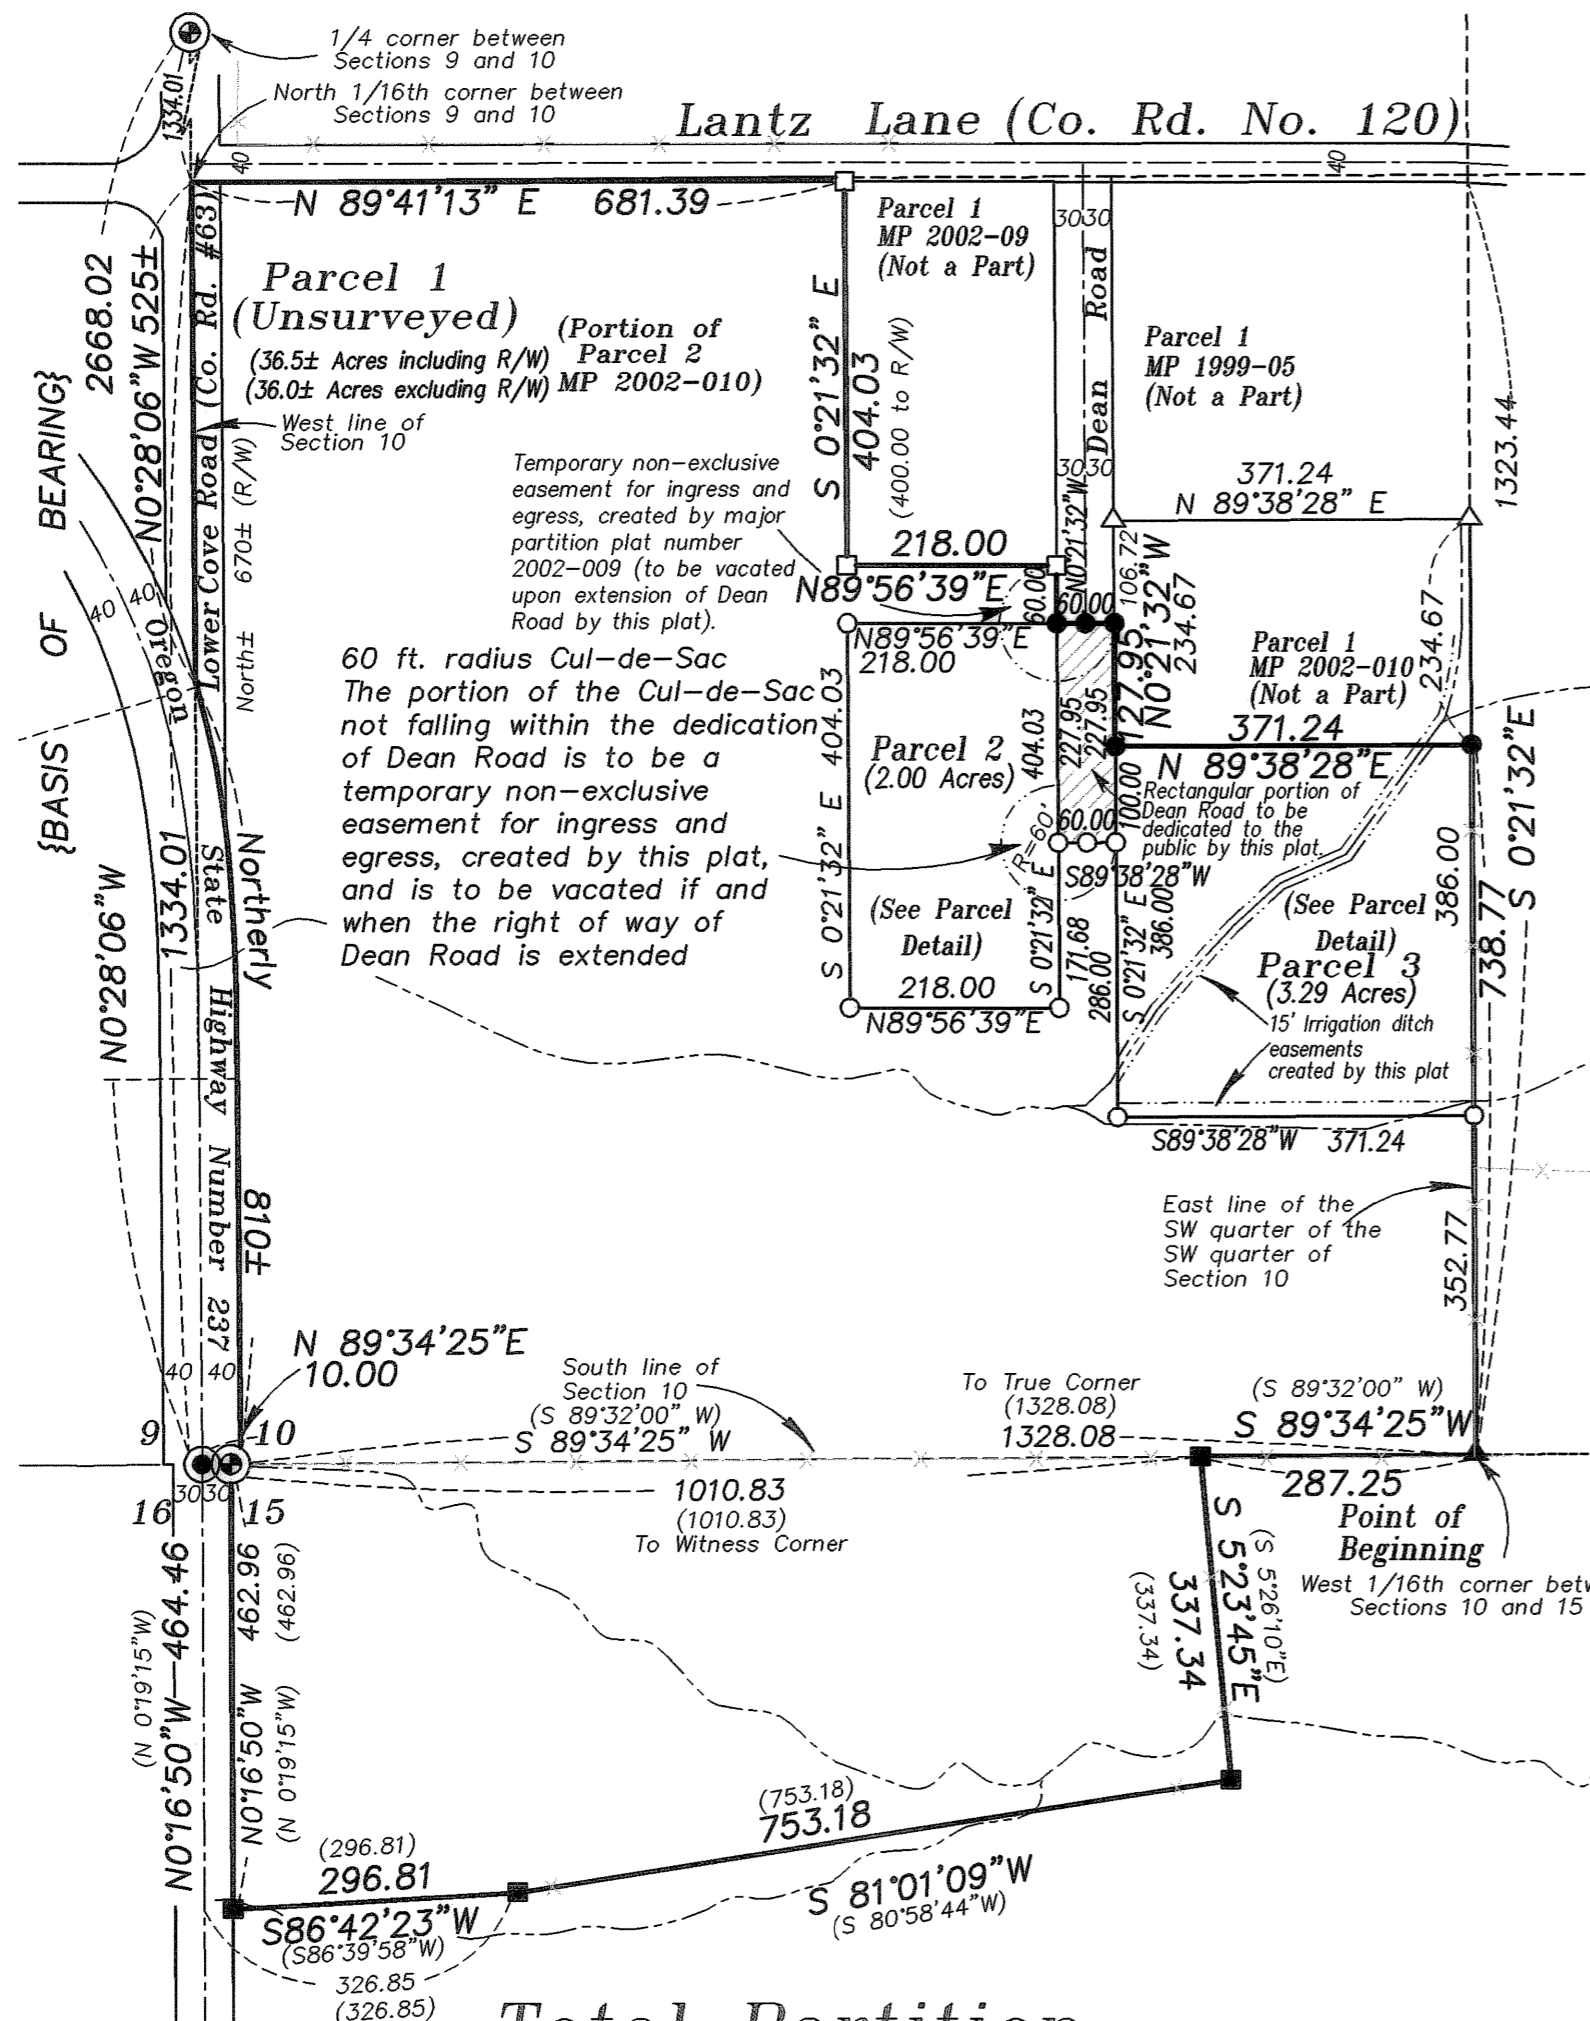 1/4 corner between
Sections 9 and 10
North 1/16th corner between
Sections 9 and 10
1334.01
Lantz Lane (Co. Rd. No. 120)
40
40
N 89°41'13" E 681.39
Parcel 1
(Unsurveyed)
(36.5± Acres including R/W)
(36.0± Acres excluding R/W)
(Portion of
Parcel 2
MP 2002-010)
West line of
Section 10
{BASIS OF BEARING}
2668.02
N0°28'06"W 525±
Lower Cove Road (Co. Rd. #63)
670± (R/W)
North±
40 40
S 0°21'32" E
404.03
(400.00 to R/W)
Parcel 1
MP 2002-09
(Not a Part)
3030
Dean Road
3030
Parcel 1
MP 1999-05
(Not a Part)
1323.44
371.24
N 89°38'28" E
Temporary non-exclusive
easement for ingress and
egress, created by major
partition plat number
2002-009 (to be vacated
upon extension of Dean
Road by this plat).
218.00
N89°56'39"E
60.00
N0°21'32"W
60.00
106.72
127.95
N0°21'32"W
234.67
234.67
Parcel 1
MP 2002-010
(Not a Part)
371.24
N 89°38'28"E
S 0°21'32"E
60 ft. radius Cul-de-Sac
The portion of the Cul-de-Sac
not falling within the dedication
of Dean Road is to be a
temporary non-exclusive
easement for ingress and
egress, created by this plat,
and is to be vacated if and
when the right of way of
Dean Road is extended
N89°56'39"E
218.00
S 0°21'32" E 404.03
Parcel 2
(2.00 Acres)
404.03
227.95
227.95
100.00
Rectangular portion of
Dean Road to be
dedicated to the
public by this plat.
60.00
R=60'
S89°38'28"W
(See Parcel
Detail)
S 0°21'32" E
171.68
286.00
S 0°21'32" E
386.00
218.00
N89°56'39"E
(See Parcel
Detail)
Parcel 3
(3.29 Acres)
15' Irrigation ditch
easements
created by this plat
386.00
738.77
S89°38'28"W 371.24
East line of the
SW quarter of the
SW quarter of
Section 10
352.77
N0°28'06"W
1334.01
Northerly
810±
Oregon State Highway Number 237
40 40
N 89°34'25"E
10.00
South line of
Section 10
(S 89°32'00" W)
S 89°34'25" W
To True Corner
(1328.08)
1328.08
(S 89°32'00" W)
S 89°34'25"W
287.25
9
10
16
15
3030
1010.83
(1010.83)
To Witness Corner
Point of
Beginning
West 1/16th corner betw
Sections 10 and 15
S 5°23'45"E
(S 5°26'10"E)
337.34
(337.34)
N0°16'50"W—464.46
(N 0°19'15"W)
462.96
(462.96)
N0°16'50"W
(N 0°19'15"W)
(753.18)
753.18
S 81°01'09"W
(S 80°58'44"W)
(296.81)
296.81
S86°42'23"W
(S86°39'58"W)
326.85
(326.85)
Total Partition